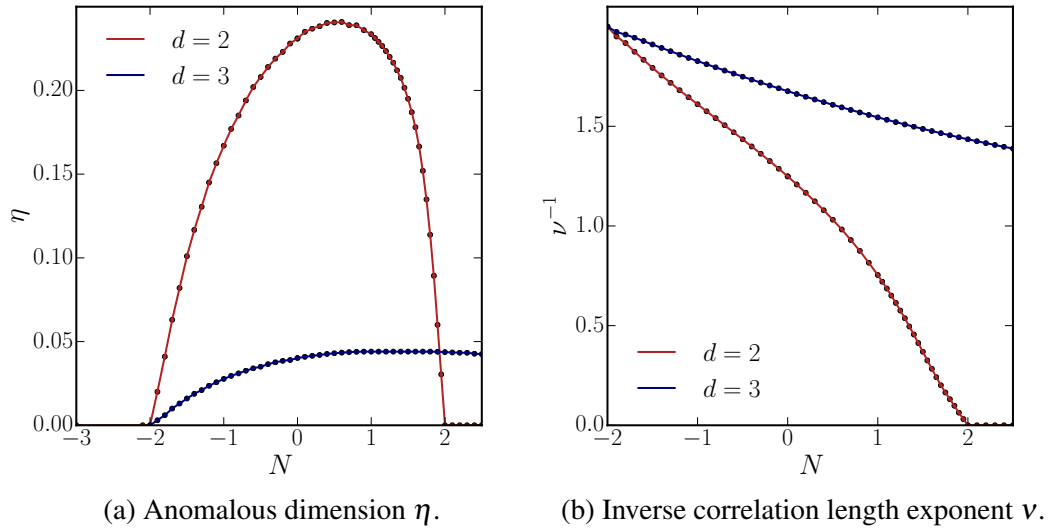 d = 2
d = 3
0.20
0.15
0.10
0.05
0.00
η
−3
−2
−1
0
1
2
N
(a) Anomalous dimension η.
1.5
1.0
0.5
0.0
ν⁻¹
d = 2
d = 3
−2
−1
0
1
2
N
(b) Inverse correlation length exponent ν.